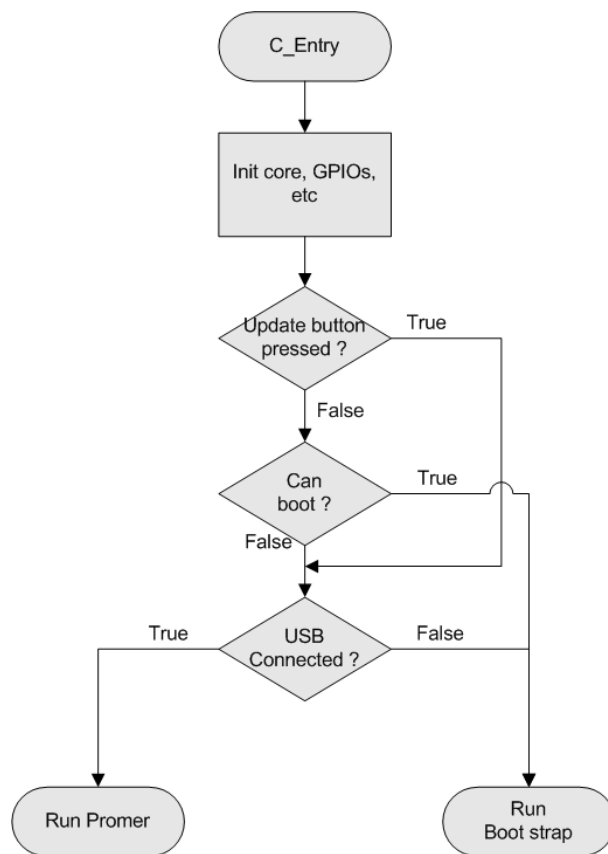 C_Entry
Init core, GPIOs,
etc
Update button
pressed ?
True
False
Can
boot ?
True
False
USB
Connected ?
True
False
Run Promer
Run
Boot strap